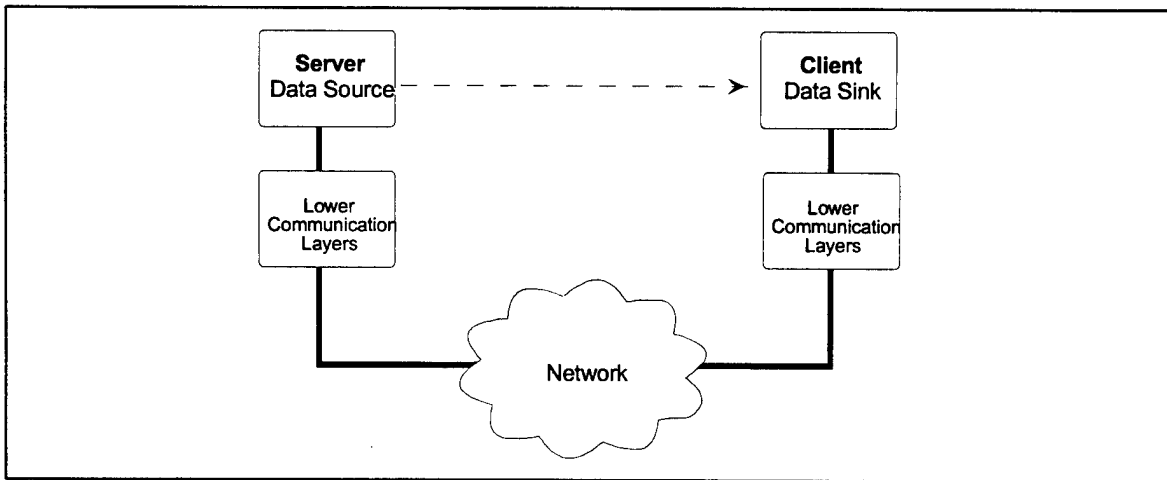 Server
Data Source
Client
Data Sink
Lower
Communication
Layers
Lower
Communication
Layers
Network